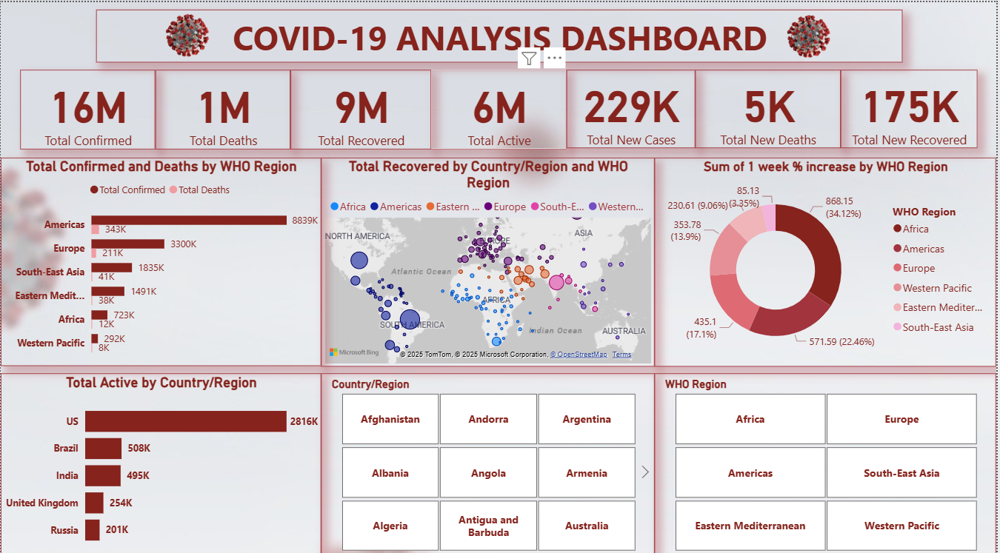 COVID-19 ANALYSIS DASHBOARD
16M
Total Confirmed
1M
Total Deaths
9M
Total Recovered
6M
Total Active
229K
Total New Cases
5K
Total New Deaths
175K
Total New Recovered
Total Confirmed and Deaths by WHO Region
Total Confirmed Total Deaths
Americas
8839K
343K
Europe
3300K
211K
South-East Asia
1835K
41K
Eastern Medit...
1491K
38K
Africa
723K
12K
Western Pacific
292K
8K
Total Recovered by Country/Region and WHO
Region
Africa Americas Eastern ... Europe South-E... Western...
NORTH AMERICA
EUROPE
ASIA
Atlantic Ocean
AFRICA
SOUTH AMERICA
Indian Ocean
AUSTRALIA
Microsoft Bing
© 2025 TomTom, © 2025 Microsoft Corporation, © OpenStreetMap Terms
Sum of 1 week % increase by WHO Region
85.13
(3.35%)
230.61 (9.06%)
353.78
(13.9%)
435.1
(17.1%)
868.15
(34.12%)
571.59 (22.46%)
WHO Region
Africa
Americas
Europe
Western Pacific
Eastern Mediter...
South-East Asia
Total Active by Country/Region
US
2816K
Brazil
508K
India
495K
United Kingdom
254K
Russia
201K
Country/Region
Afghanistan
Andorra
Argentina
Albania
Angola
Armenia
Algeria
Antigua and
Barbuda
Australia
WHO Region
Africa
Europe
Americas
South-East Asia
Eastern Mediterranean
Western Pacific